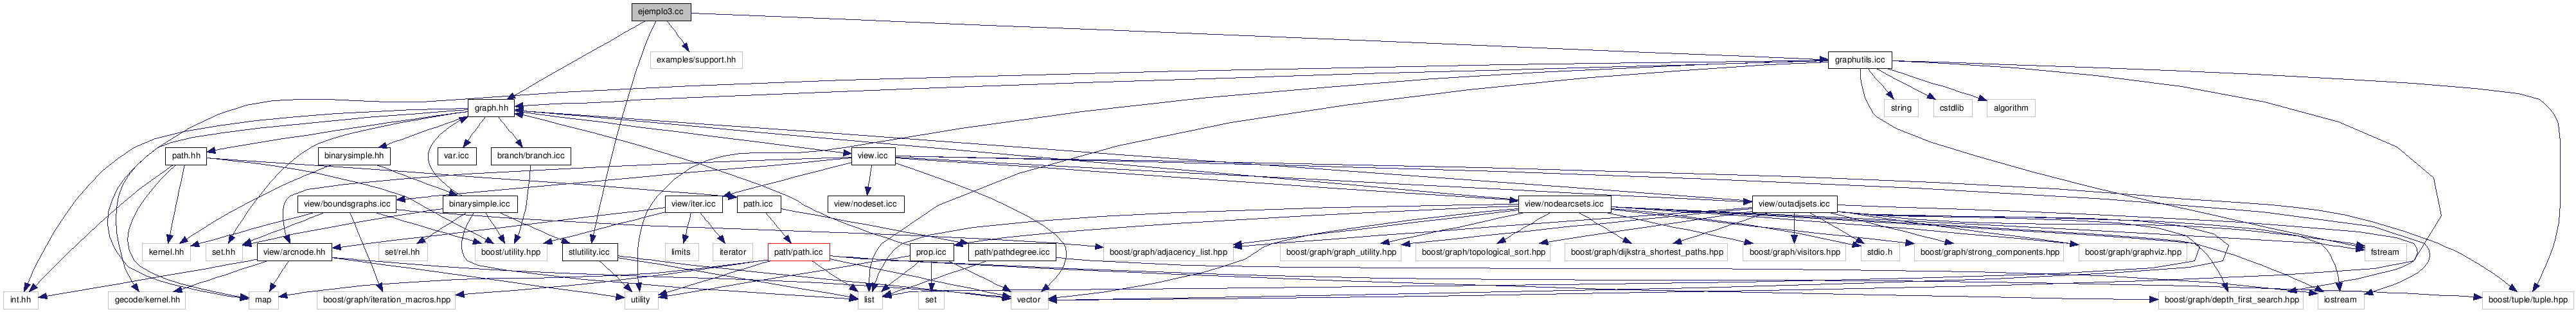 ejemplo3.cc
examples/support.hh
graphutils.icc
graph.hh
string
cstdlib
algorithm
path.hh
binarysimple.hh
var.icc
branch/branch.icc
view.icc
view/boundsgraphs.icc
binarysimple.icc
view/iter.icc
path.icc
view/nodeset.icc
view/nodearcsets.icc
view/outadjsets.icc
kernel.hh
set.hh
view/arcnode.hh
set/rel.hh
boost/utility.hpp
stlutility.icc
limits
iterator
path/path.icc
prop.icc
path/pathdegree.icc
boost/graph/adjacency_list.hpp
boost/graph/graph_utility.hpp
boost/graph/topological_sort.hpp
boost/graph/dijkstra_shortest_paths.hpp
boost/graph/visitors.hpp
stdio.h
boost/graph/strong_components.hpp
boost/graph/graphviz.hpp
fstream
int.hh
gecode/kernel.hh
map
boost/graph/iteration_macros.hpp
utility
list
set
vector
boost/graph/depth_first_search.hpp
iostream
boost/tuple/tuple.hpp